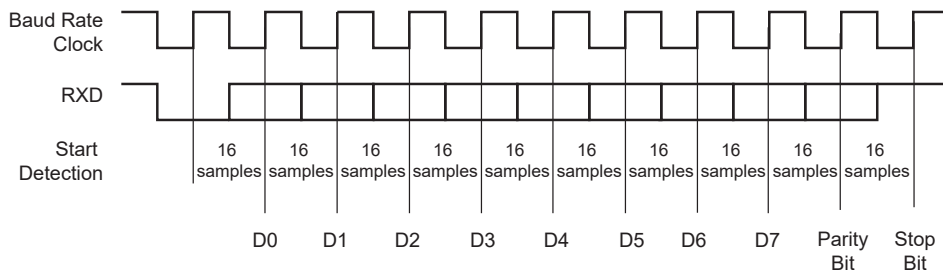 Baud Rate
Clock
RXD
Start
Detection
16 16 16 16 16 16 16 16 16 16
samples samples samples samples samples samples samples samples samples samples
D0 D1 D2 D3 D4 D5 D6 D7 Parity Stop
Bit Bit